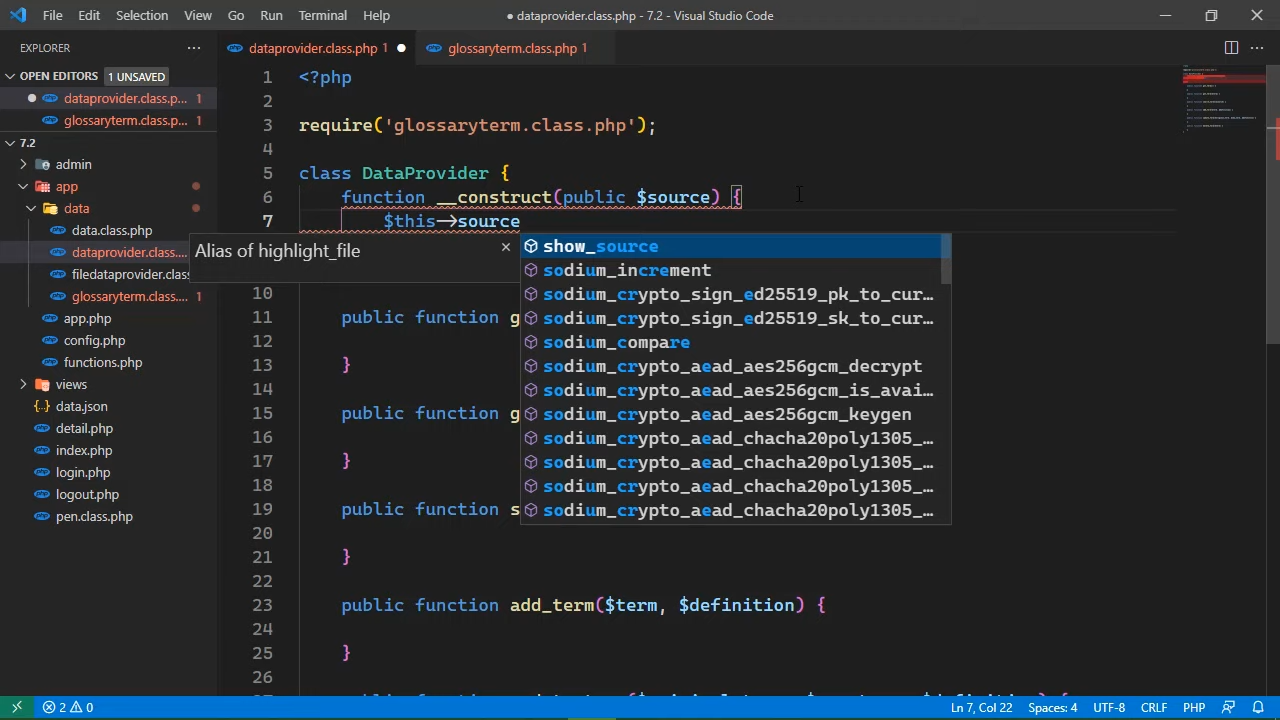 File Edit Selection View Go Run Terminal Help
● dataprovider.class.php - 7.2 - Visual Studio Code
EXPLORER
OPEN EDITORS 1 UNSAVED
dataprovider.class.p... 1
glossaryterm.class.p... 1
7.2
admin
app
data
data.class.php
dataprovider.class....
filedataprovider.class
glossaryterm.class.... 1
app.php
config.php
functions.php
views
data.json
detail.php
index.php
login.php
logout.php
pen.class.php
dataprovider.class.php 1
glossaryterm.class.php 1
1 <?php
2
3 require('glossaryterm.class.php');
4
5 class DataProvider {
6 function __construct(public $source) {
7 $this->source
Alias of highlight_file
show_source
sodium_increment
sodium_crypto_sign_ed25519_pk_to_cur...
sodium_crypto_sign_ed25519_sk_to_cur...
sodium_compare
sodium_crypto_aead_aes256gcm_decrypt
sodium_crypto_aead_aes256gcm_is_avai...
sodium_crypto_aead_aes256gcm_keygen
sodium_crypto_aead_chacha20poly1305_...
sodium_crypto_aead_chacha20poly1305_...
sodium_crypto_aead_chacha20poly1305_...
sodium_crypto_aead_chacha20poly1305_...
10
11 public function g
12
13 }
14
15 public function g
16
17 }
18
19 public function s
20
21 }
22
23 public function add_term($term, $definition) {
24
25 }
26
2 0
Ln 7, Col 22 Spaces: 4 UTF-8 CRLF PHP